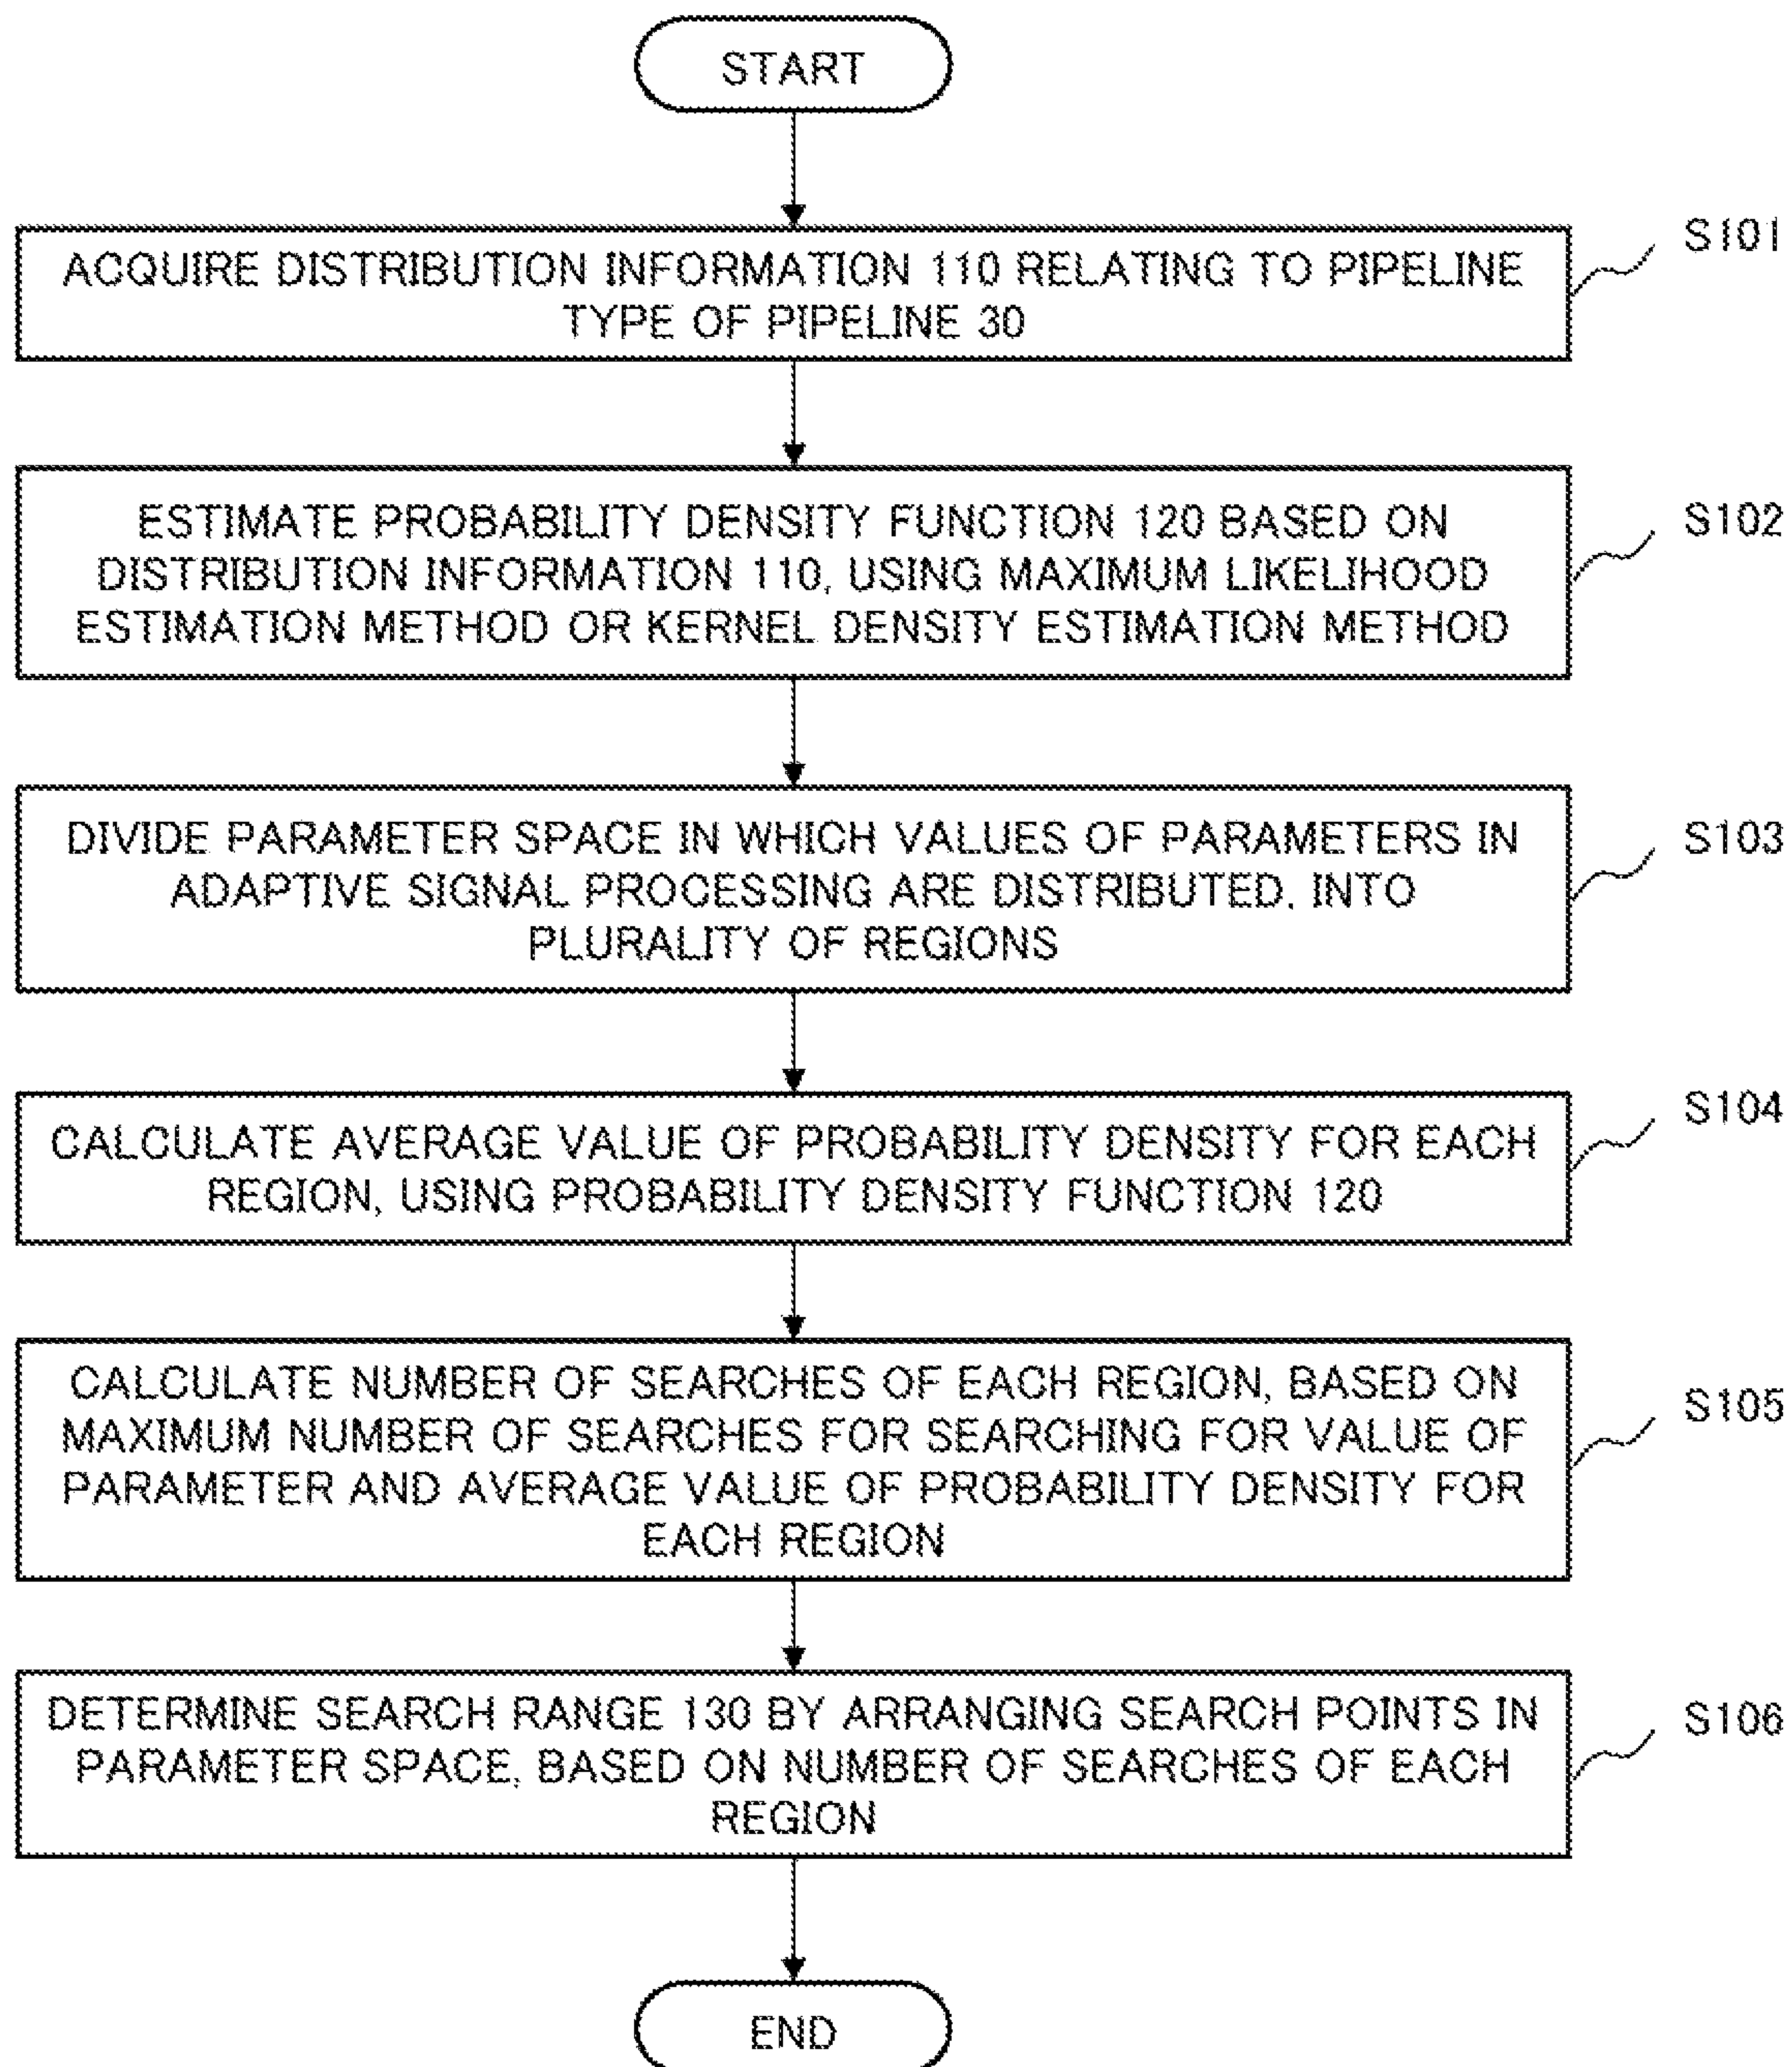 START
S101
ACQUIRE DISTRIBUTION INFORMATION 110 RELATING TO PIPELINE
TYPE OF PIPELINE 30
S102
ESTIMATE PROBABILITY DENSITY FUNCTION 120 BASED ON
DISTRIBUTION INFORMATION 110, USING MAXIMUM LIKELIHOOD
ESTIMATION METHOD OR KERNEL DENSITY ESTIMATION METHOD
S103
DIVIDE PARAMETER SPACE IN WHICH VALUES OF PARAMETERS IN
ADAPTIVE SIGNAL PROCESSING ARE DISTRIBUTED, INTO
PLURALITY OF REGIONS
S104
CALCULATE AVERAGE VALUE OF PROBABILITY DENSITY FOR EACH
REGION, USING PROBABILITY DENSITY FUNCTION 120
S105
CALCULATE NUMBER OF SEARCHES OF EACH REGION, BASED ON
MAXIMUM NUMBER OF SEARCHES FOR SEARCHING FOR VALUE OF
PARAMETER AND AVERAGE VALUE OF PROBABILITY DENSITY FOR
EACH REGION
S106
DETERMINE SEARCH RANGE 130 BY ARRANGING SEARCH POINTS IN
PARAMETER SPACE, BASED ON NUMBER OF SEARCHES OF EACH
REGION
END